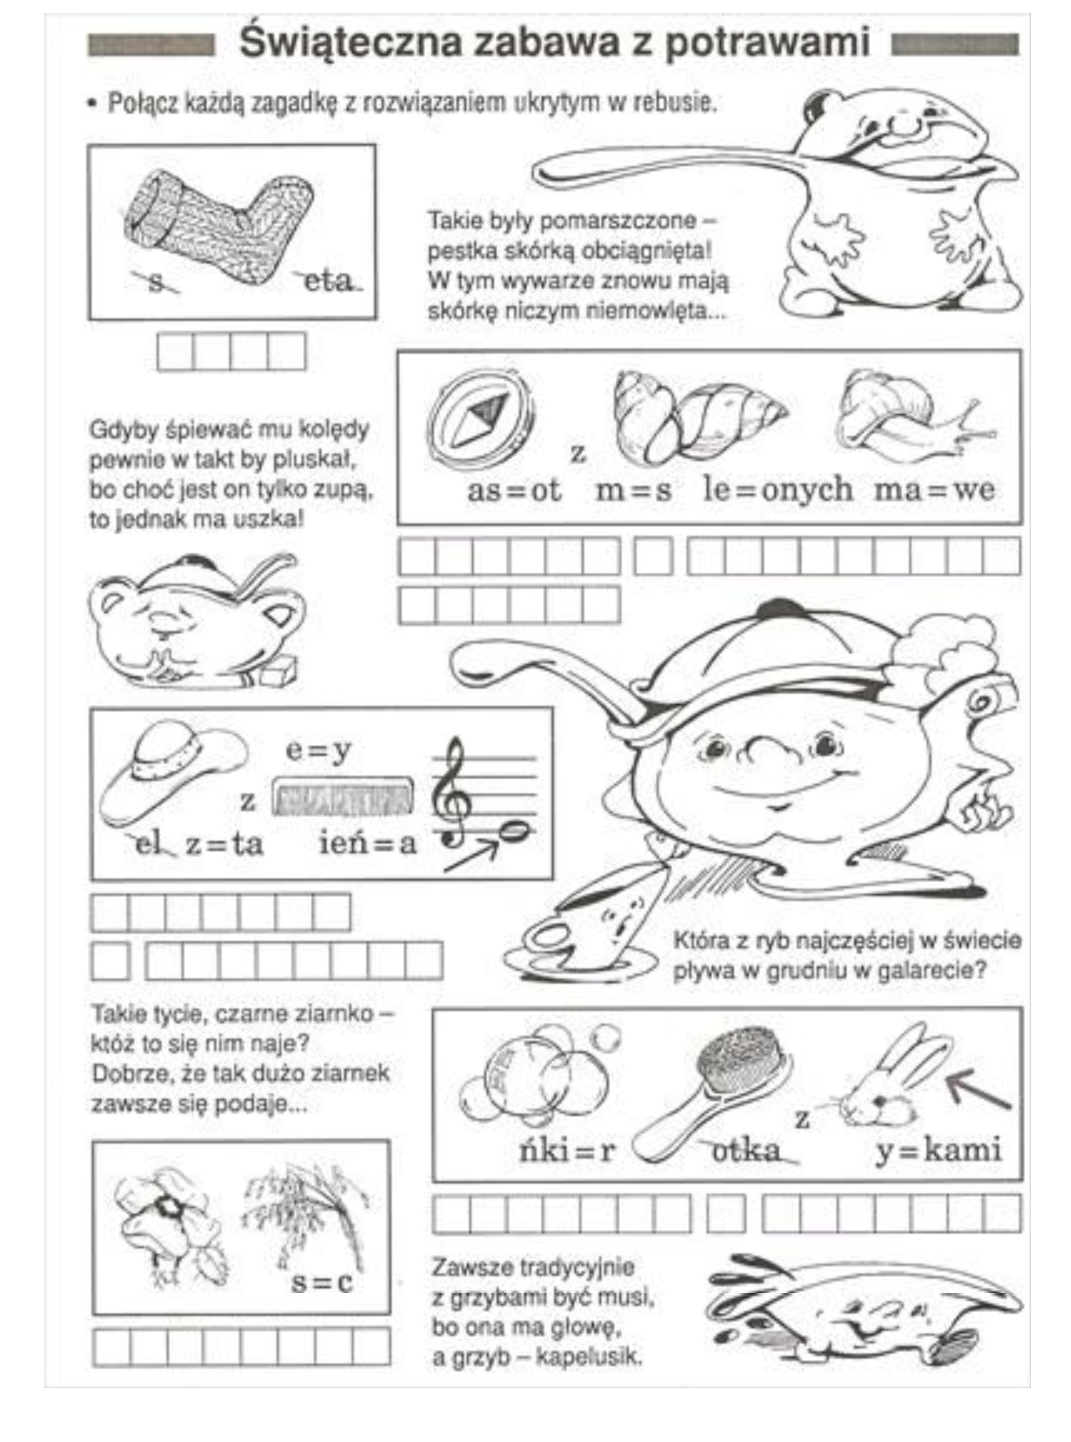 Świąteczna zabawa z potrawami
• Połącz każdą zagadkę z rozwiązaniem ukrytym w rebusie.
s eta
Takie były pomarszczone –
pestka skórką obciągnięta!
W tym wywarze znowu mają
skórkę niczym niemowlęta...
z
as=ot m=s le=onych ma=we
Gdyby śpiewać mu kolędy
pewnie w takt by pluskał,
bo choć jest on tylko zupą,
to jednak ma uszka!
e=y
z
el z=ta ień=a
Która z ryb najczęściej w świecie
pływa w grudniu w galarecie?
Takie tycie, czarne ziarnko –
któż to się nim naje?
Dobrze, że tak dużo ziarnek
zawsze się podaje...
z
ńki=r otka y=kami
s=c
Zawsze tradycyjnie
z grzybami być musi,
bo ona ma głowę,
a grzyb – kapelusik.